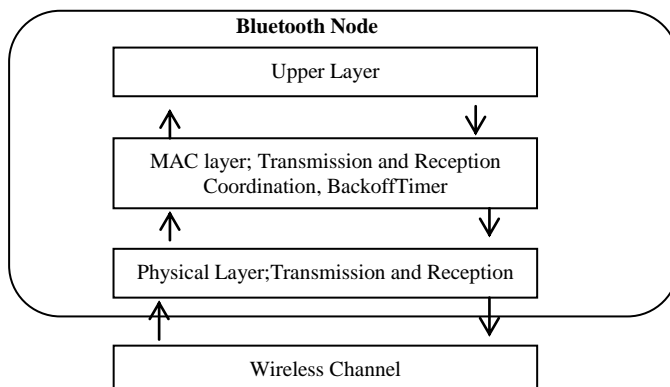 Bluetooth Node
Upper Layer
MAC layer; Transmission and Reception
Coordination, BackoffTimer
Physical Layer;Transmission and Reception
Wireless Channel